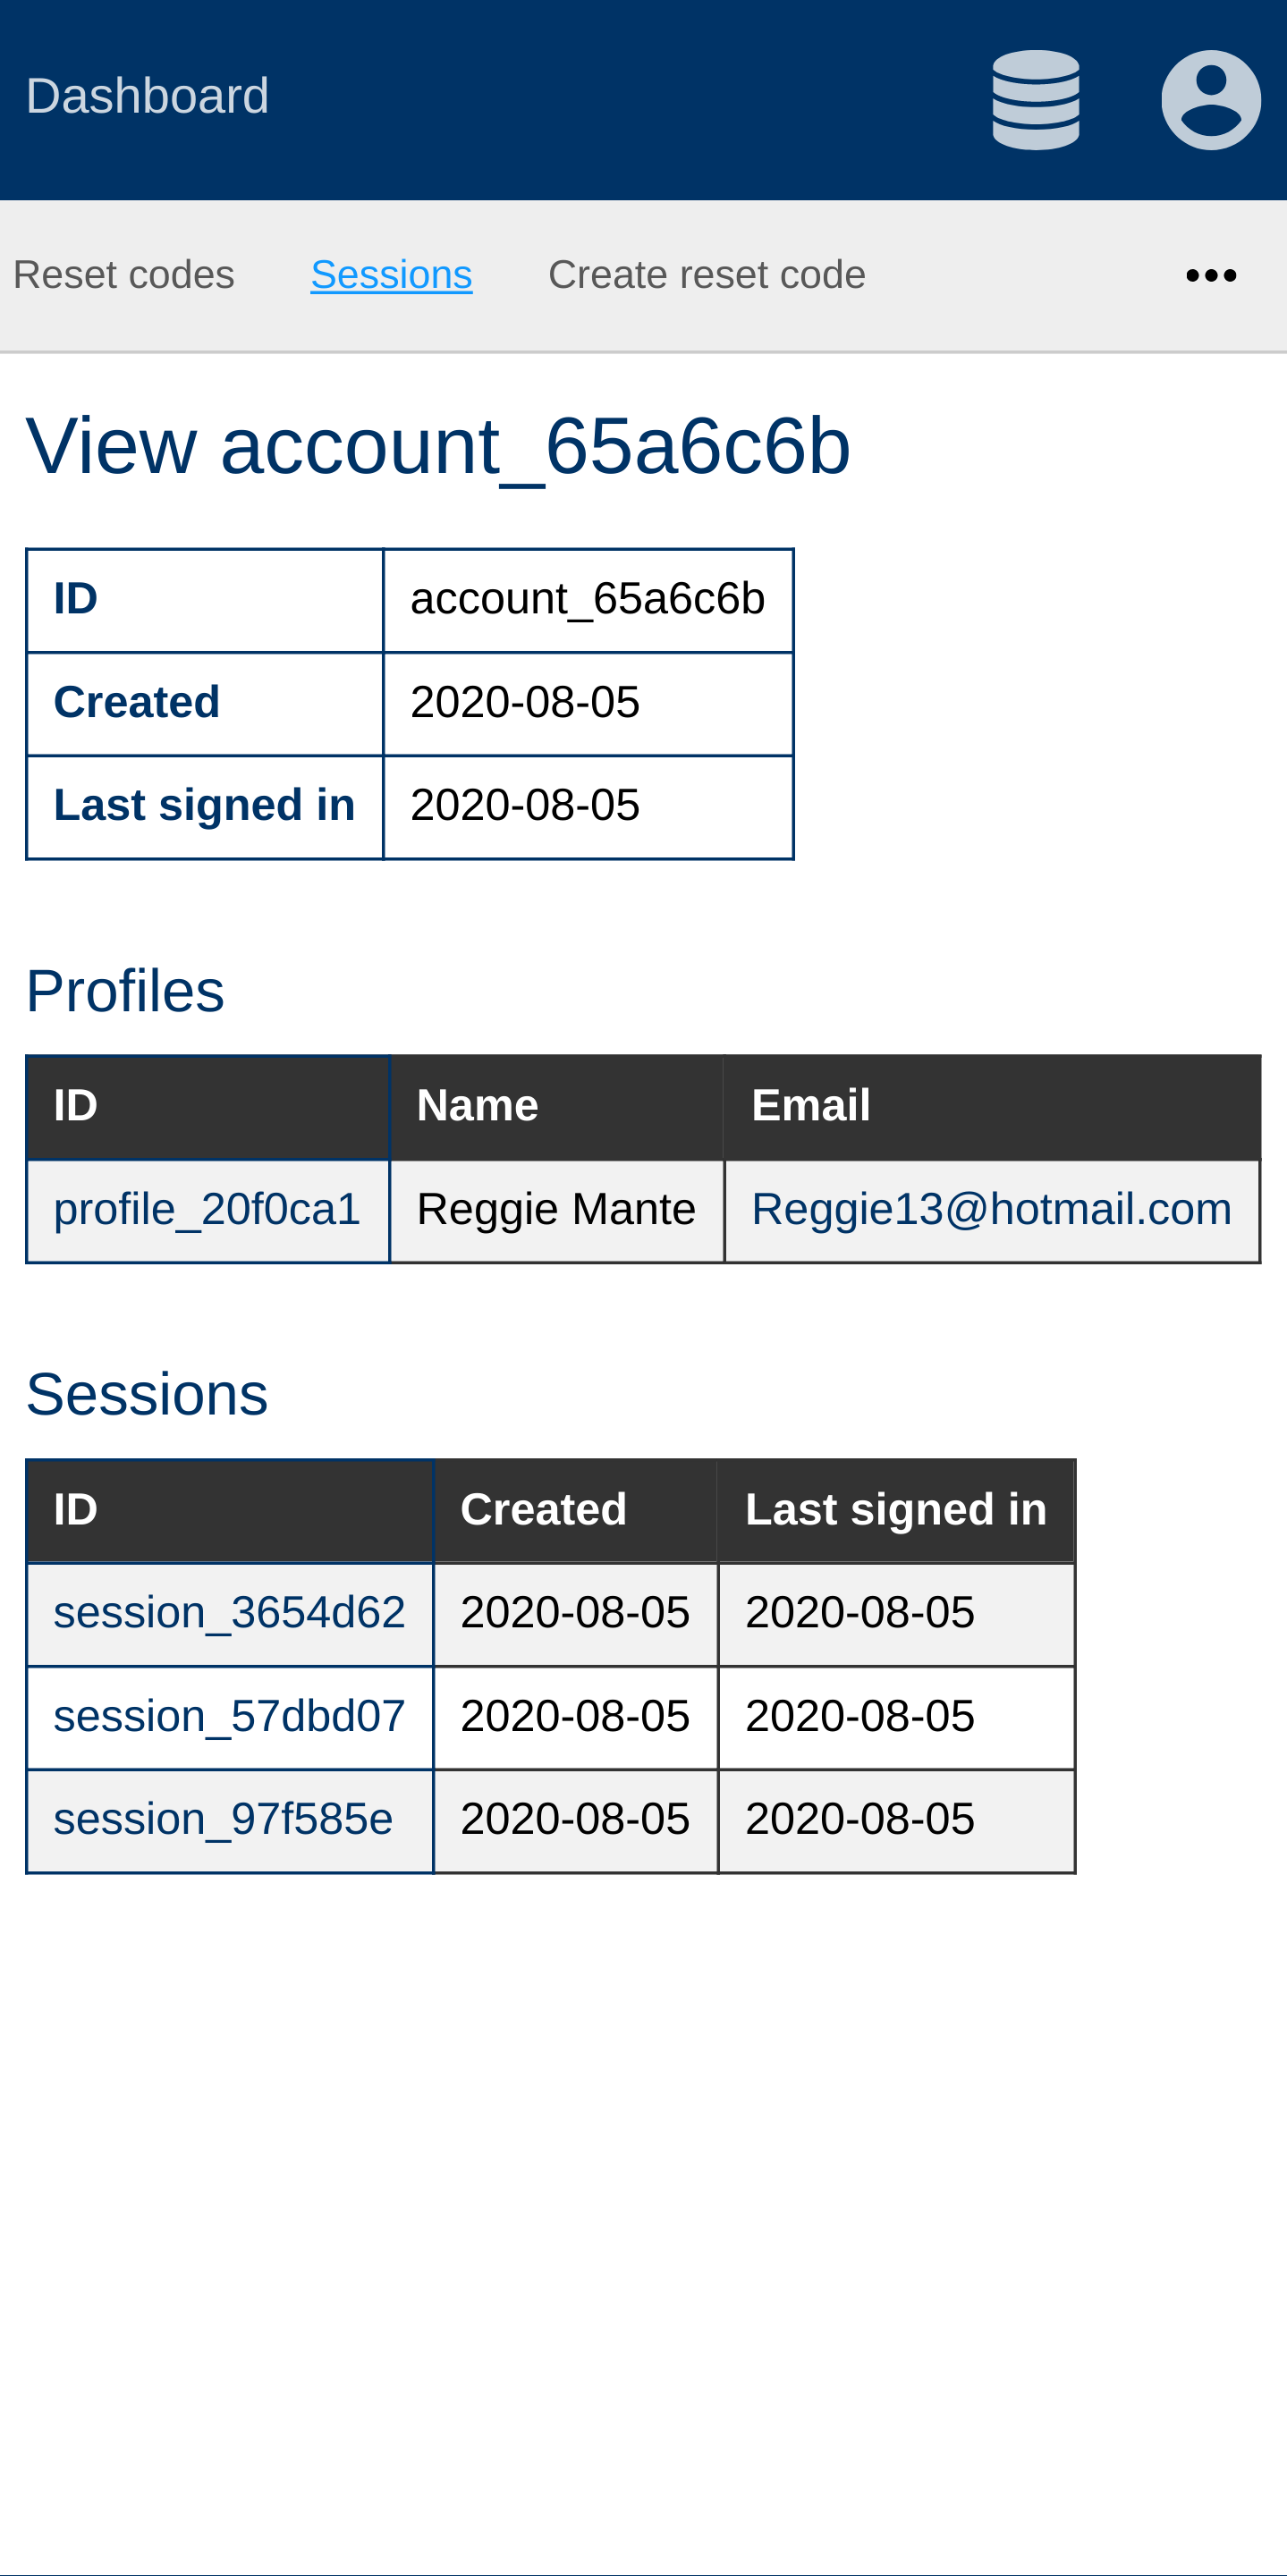 Dashboard
Reset codes Sessions Create reset code
View account_65a6c6b
ID account_65a6c6b
Created 2020-08-05
Last signed in 2020-08-05
Profiles
ID Name Email
profile_20f0ca1 Reggie Mante Reggie13@hotmail.com
Sessions
ID Created Last signed in
session_3654d62 2020-08-05 2020-08-05
session_57dbd07 2020-08-05 2020-08-05
session_97f585e 2020-08-05 2020-08-05